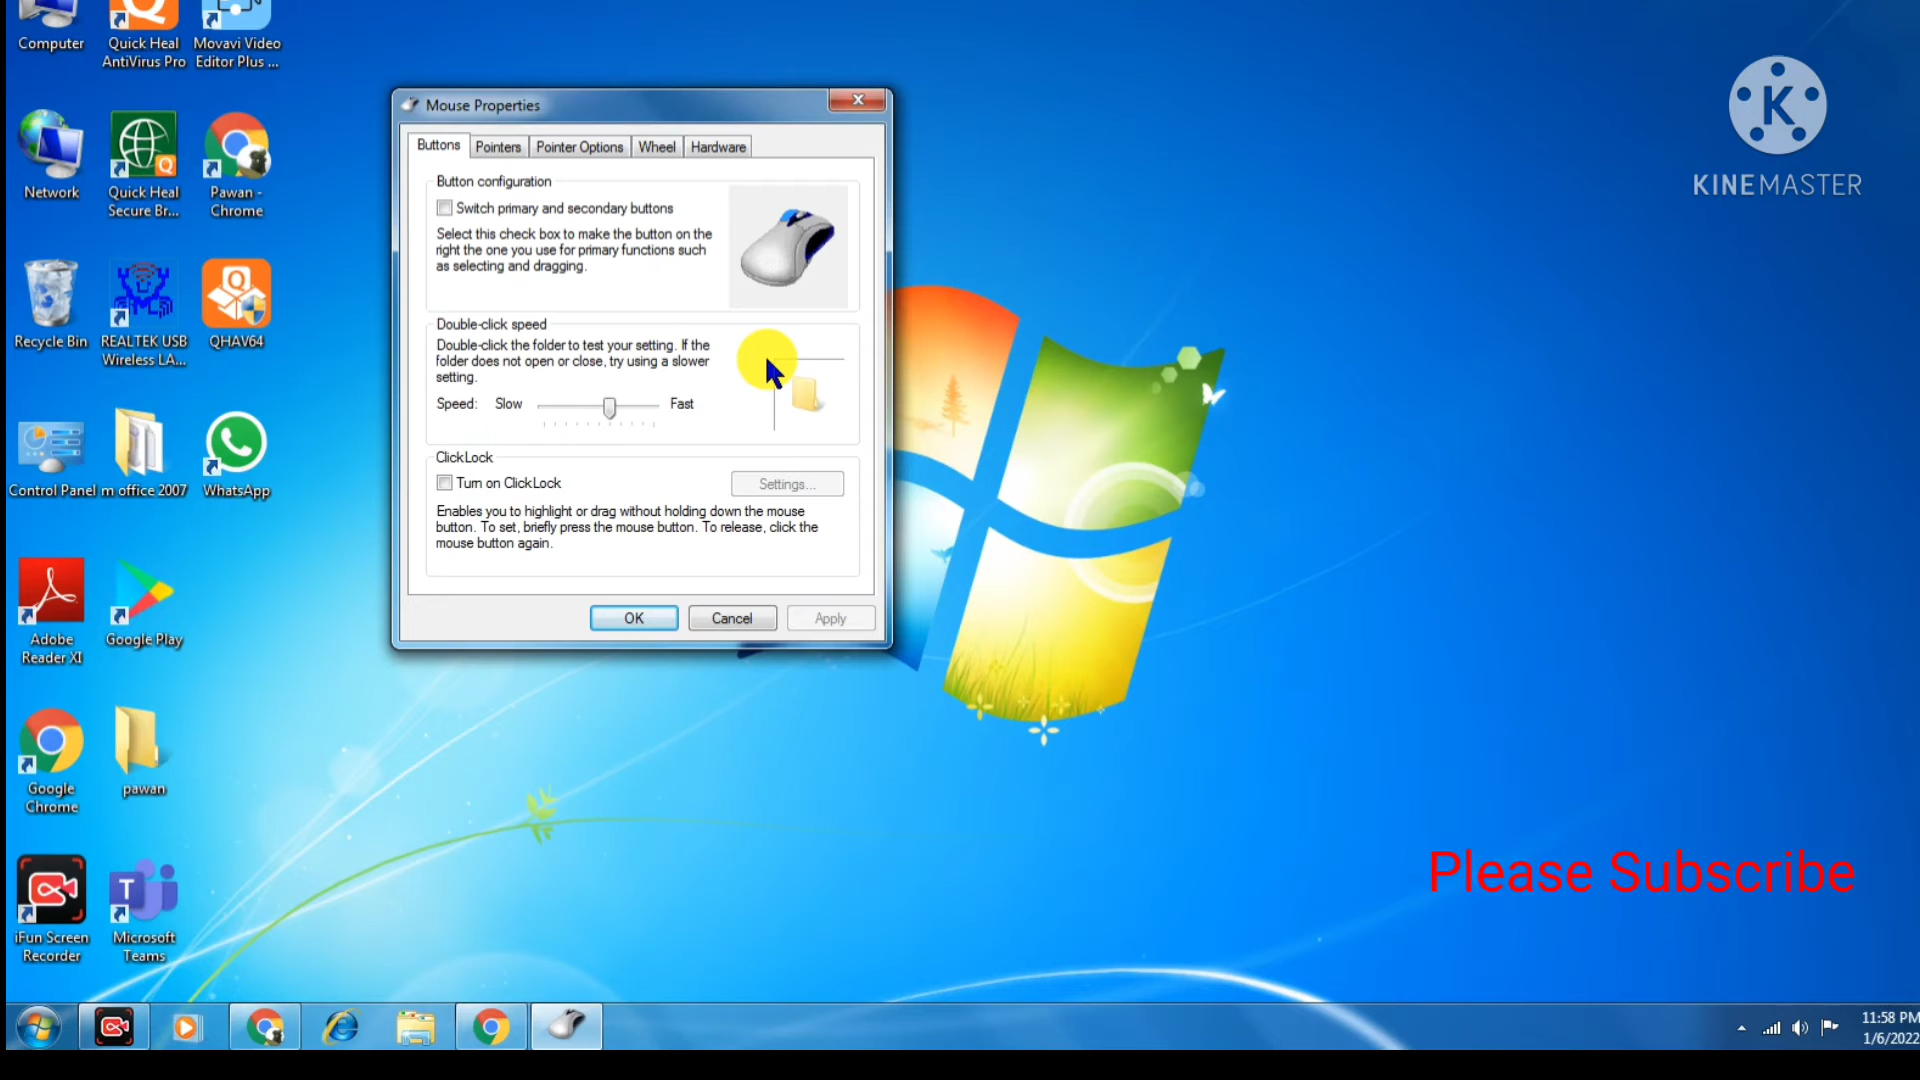 Computer
Quick Heal
AntiVirus Pro
Movavi Video
Editor Plus ...
Network
Quick Heal
Secure Br...
Pawan -
Chrome
Recycle Bin
REALTEK USB
Wireless LA...
QHAV64
Control Panel
m office 2007
WhatsApp
Adobe
Reader XI
Google Play
Google
Chrome
pawan
iFun Screen
Recorder
Microsoft
Teams
Mouse Properties
Buttons
Pointers
Pointer Options
Wheel
Hardware
Button configuration
Switch primary and secondary buttons
Select this check box to make the button on the
right the one you use for primary functions such
as selecting and dragging.
Double-click speed
Double-click the folder to test your setting. If the
folder does not open or close, try using a slower
setting.
Speed: Slow Fast
ClickLock
Turn on ClickLock
Settings...
Enables you to highlight or drag without holding down the mouse
button. To set, briefly press the mouse button. To release, click the
mouse button again.
OK
Cancel
Apply
K
KINEMASTER
Please Subscribe
11:58 PM
1/6/2022